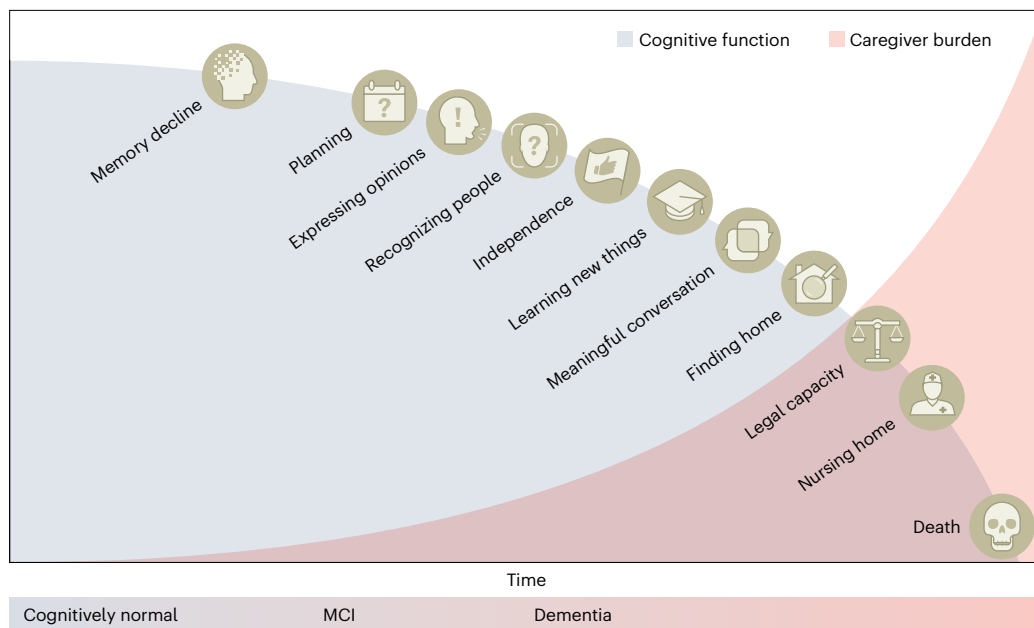 Cognitive function
Caregiver burden
Memory decline
?
Planning
!
Expressing opinions
?
Recognizing people
Independence
Learning new things
Meaningful conversation
Finding home
Legal capacity
Nursing home
Death
Time
Cognitively normal
MCI
Dementia